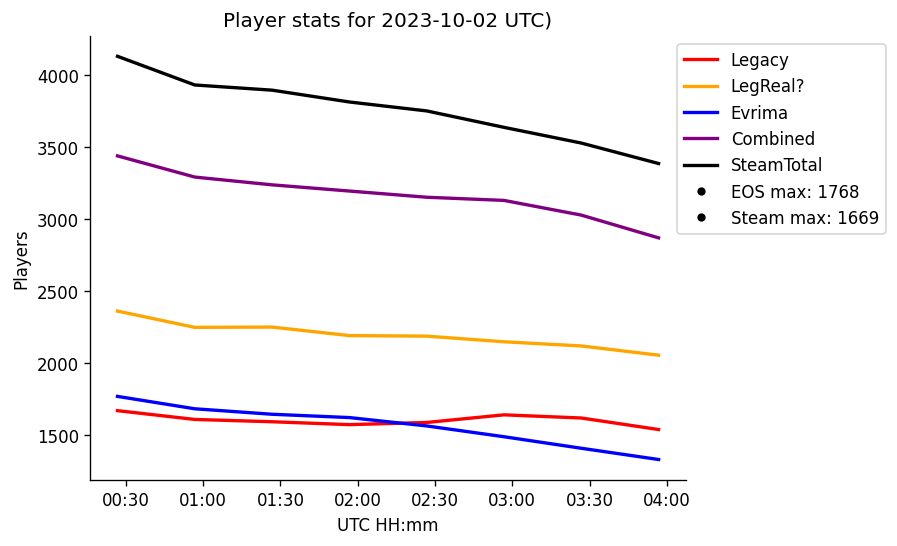 Player stats for 2023-10-02 UTC)
Legacy
LegReal?
Evrima
Combined
SteamTotal
EOS max: 1768
Steam max: 1669
Players
4000
3500
3000
2500
2000
1500
00:30 01:00 01:30 02:00 02:30 03:00 03:30 04:00
UTC HH:mm